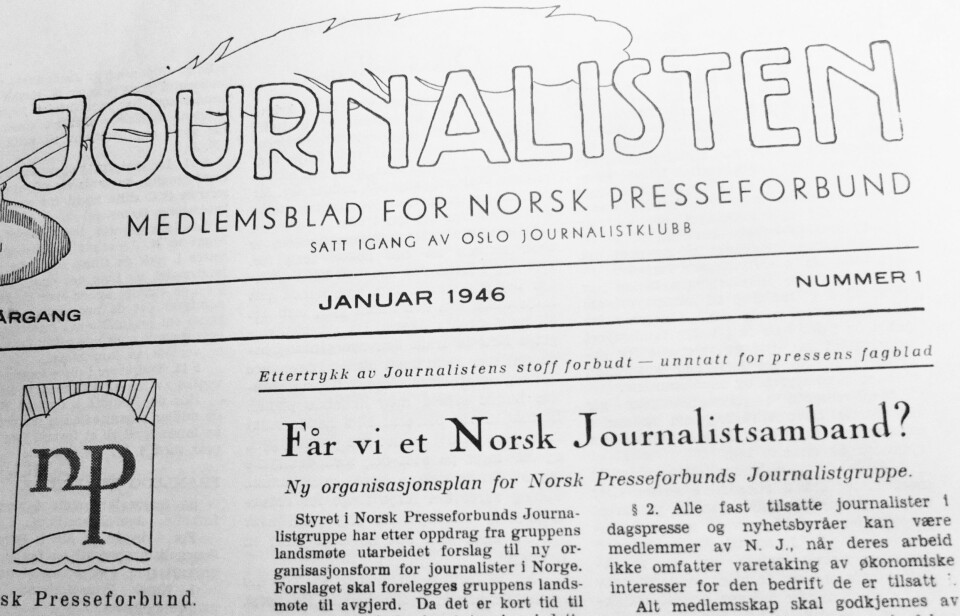 JOURNALISTEN
MEDLEMSBLAD FOR NORSK PRESSEFORBUND
SATT IGANG AV OSLO JOURNALISTKLUBB
ÅRGANG JANUAR 1946 NUMMER 1
Ettertrykk av Journalistens stoff forbudt — unntatt for pressens fagblad
np
sk Presseforbund.
Får vi et Norsk Journalistsamband?
Ny organisasjonsplan for Norsk Presseforbunds Journalistgruppe.
Styret i Norsk Presseforbunds Journa-
listgruppe har etter oppdrag fra gruppens
landsmøte utarbeidet forslag til ny or-
ganisasjonsform for journalister i Norge.
Forslaget skal forelegges gruppens lands-
møte til avgjerd. Da det er kort tid til
§ 2. Alle fast tilsatte journalister i
dagspresse og nyhetsbyråer kan være
medlemmer av N. J., når deres arbeid
ikke omfatter varetaking av økonomiske
interesser for den bedrift de er tilsatt
Alt medlemsskap skal godkjennes av